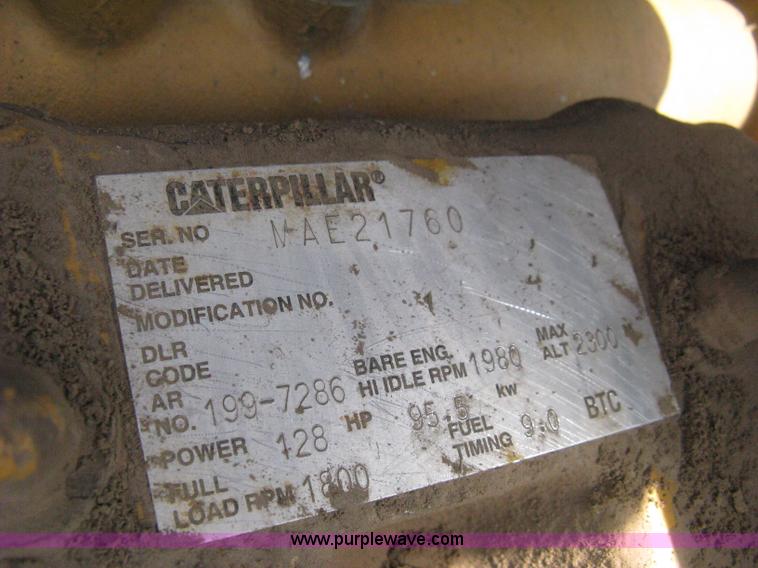 CATERPILLAR®
SER. NO MAE21760
DATE
DELIVERED
MODIFICATION NO.
DLR
CODE
AR
NO. 199-7286 BARE ENG.
HI IDLE RPM 1980 MAX
ALT 2300
POWER 128 HP 95.5 kw
FULL
LOAD RPM 1800 FUEL
TIMING 9.0 BTC
www.purplewave.com